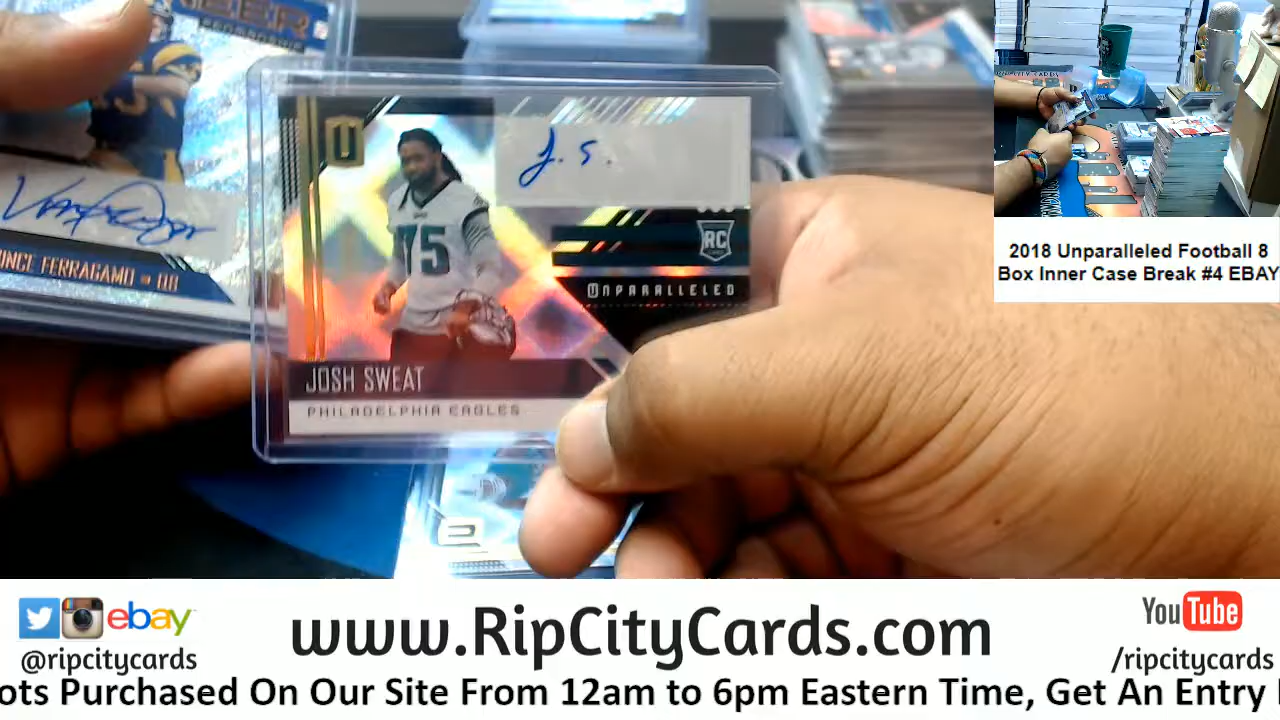 J. S.
RC
UNPARALLELED
JOSH SWEAT
PHILADELPHIA EAGLES
75
INCE FERRAGAMO - QB
2018 Unparalleled Football 8
Box Inner Case Break #4 EBAY
ebay
@ripcitycards
www.RipCityCards.com
YouTube
/ripcitycards
ots Purchased On Our Site From 12am to 6pm Eastern Time, Get An Entry